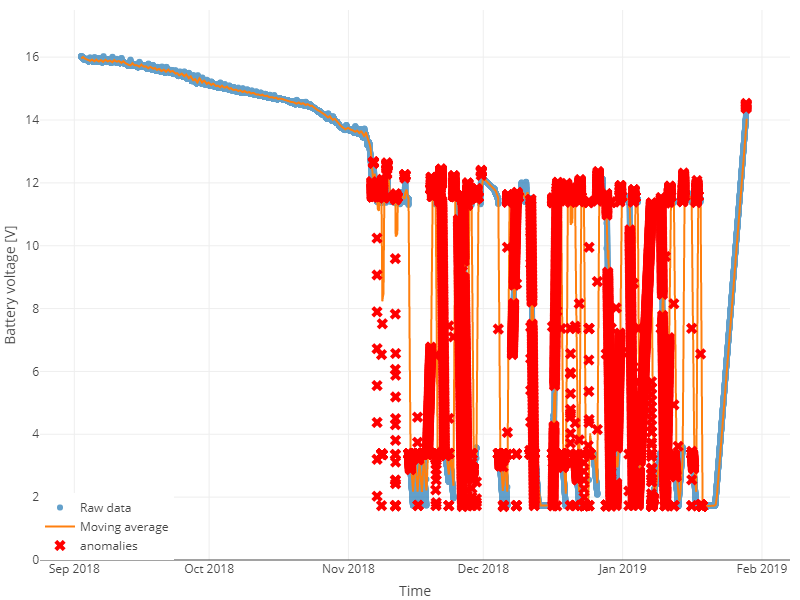 16
14
12
10
8
6
4
2
0
Battery voltage [V]
Raw data
Moving average
anomalies
Sep 2018
Oct 2018
Nov 2018
Dec 2018
Jan 2019
Feb 2019
Time